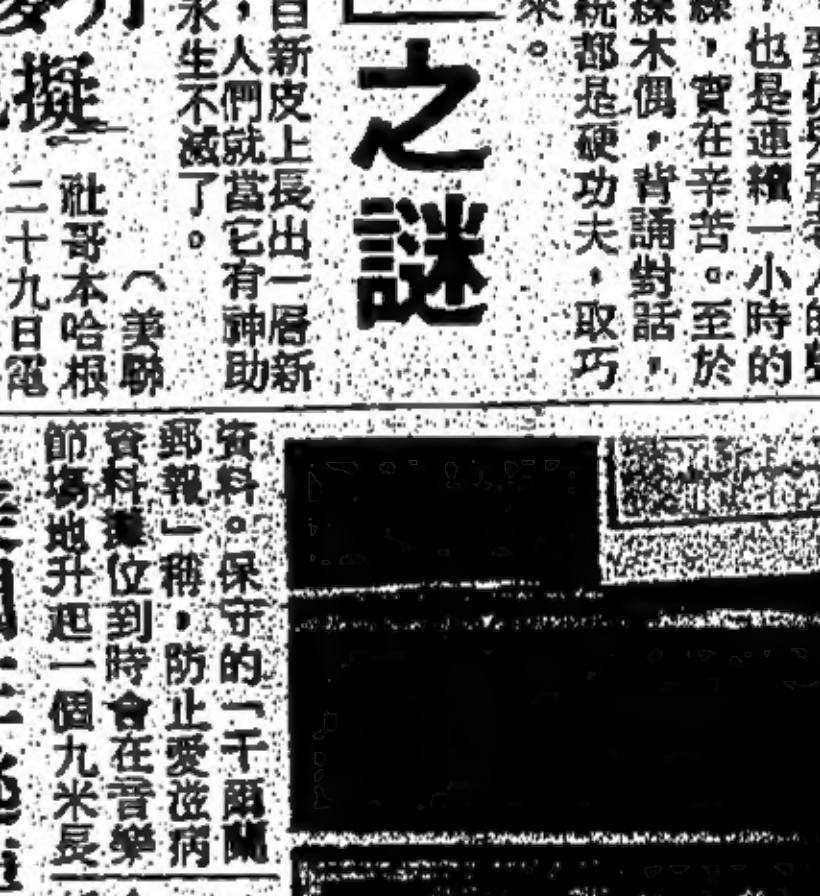 也是連續一小時的
線，實在辛苦。至於
線木偶，背誦對話，
統都是硬功夫，取巧
來。
之謎
自新皮上長出一層新
，人們就當它有神助
永生不滅了。
擬
（美聯
社哥本哈根
二十九日電
資料。保守的「
郵報」稱，防止愛滋病
資料攤位到時會在音樂
節場地升起一個九米長